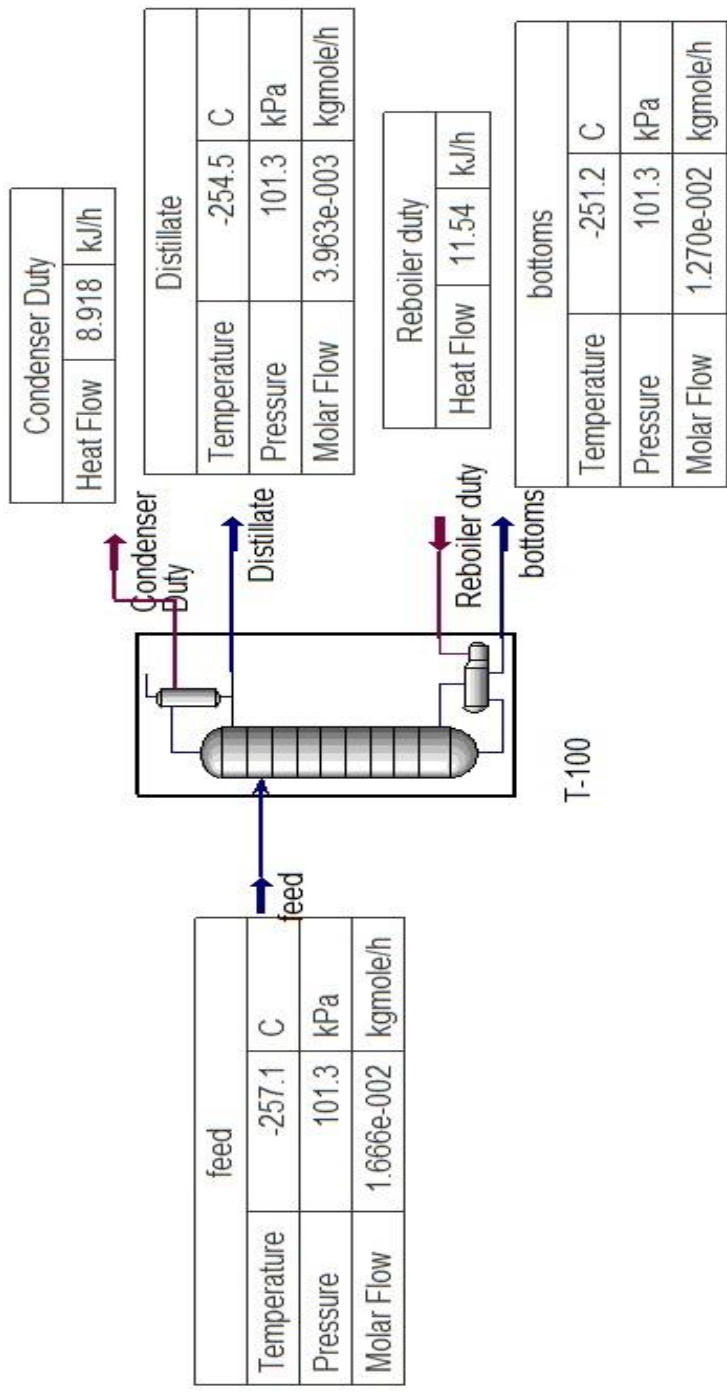 Condenser Duty
Heat Flow 8.918 kJ/h
Distillate
Temperature -254.5 C
Pressure 101.3 kPa
Molar Flow 3.963e-003 kgmole/h
Condenser
Duty
Distillate
feed
Temperature -257.1 C
Pressure 101.3 kPa
Molar Flow 1.666e-002 kgmole/h
feed
T-100
Reboiler duty
bottoms
Reboiler duty
Heat Flow 11.54 kJ/h
bottoms
Temperature -251.2 C
Pressure 101.3 kPa
Molar Flow 1.270e-002 kgmole/h